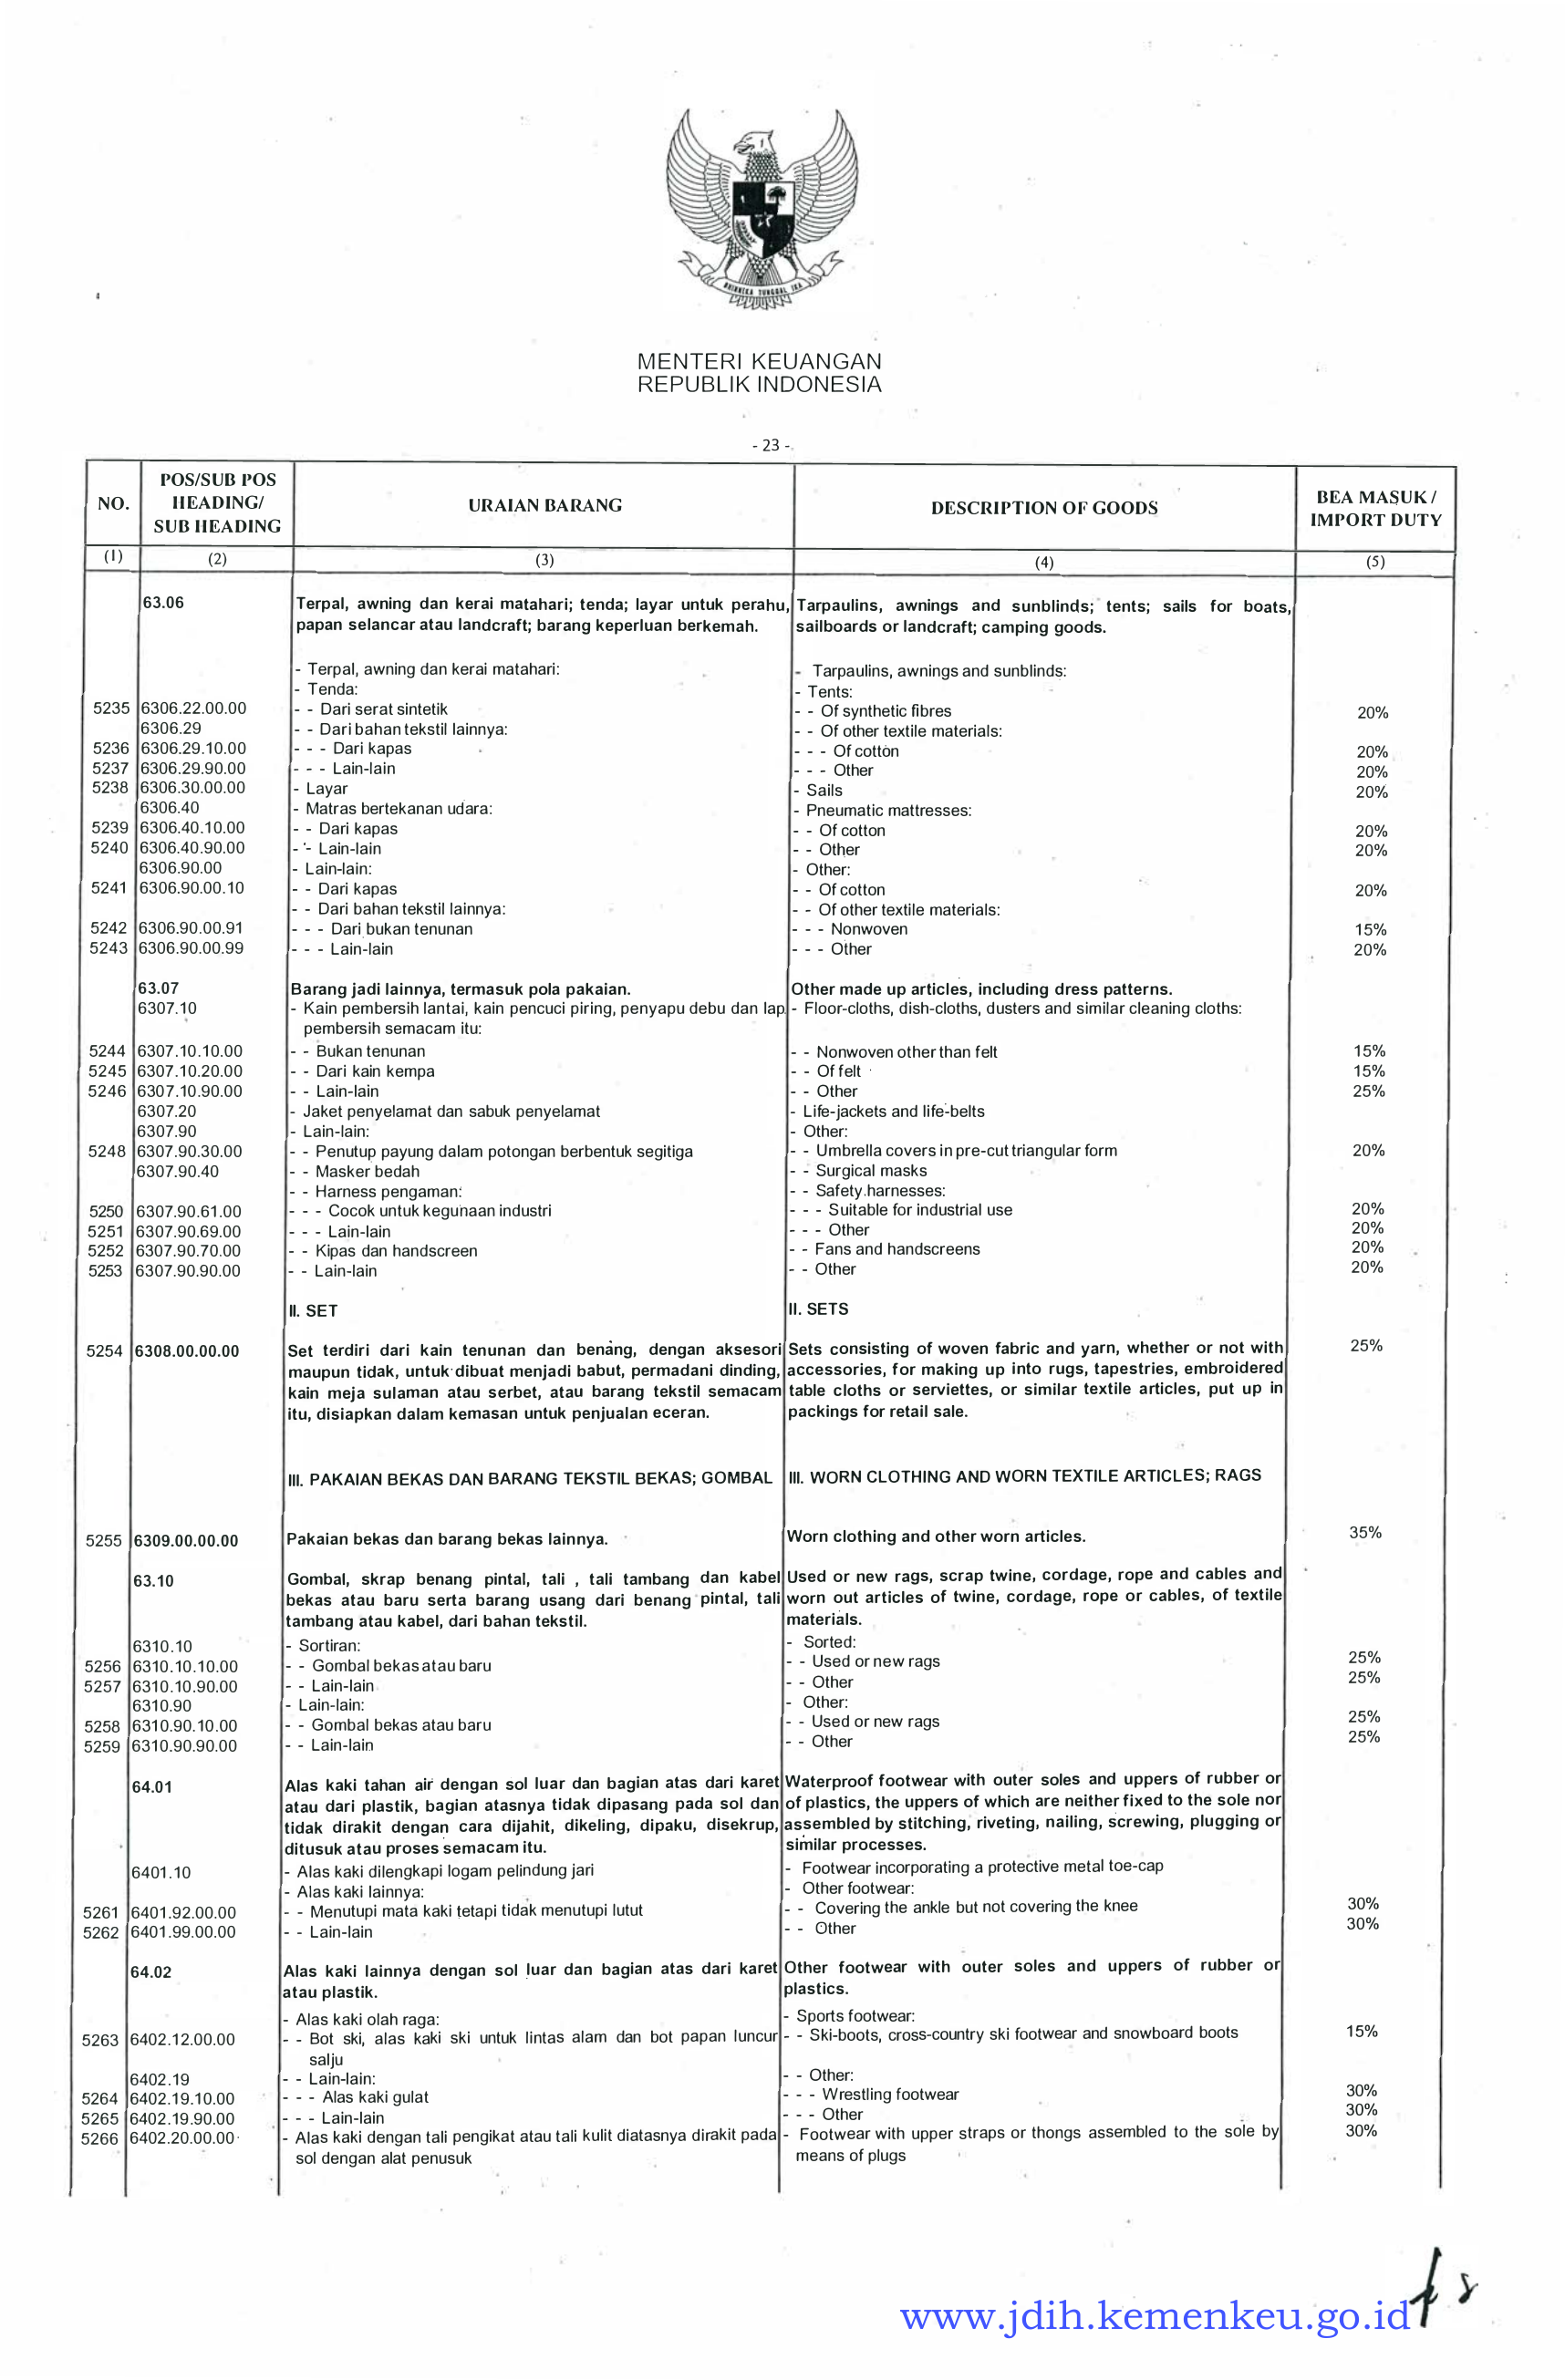 BHINNEKA TUNGGAL IKA
MENTERI KEUANGAN
REPUBLIK INDONESIA
- 23 -
NO. POS/SUB POS HEADING/ SUB HEADING URAIAN BARANG DESCRIPTION OF GOODS BEA MASUK / IMPORT DUTY
(1) (2) (3) (4) (5)
63.06 Terpal, awning dan kerai matahari; tenda; layar untuk perahu, Tarpaulins, awnings and sunblinds; tents; sails for boats,
papan selancar atau landcraft; barang keperluan berkemah. sailboards or landcraft; camping goods.
- Terpal, awning dan kerai matahari: - Tarpaulins, awnings and sunblinds:
- Tenda: - Tents:
5235 6306.22.00.00 - - Dari serat sintetik - - Of synthetic fibres 20%
6306.29 - - Dari bahan tekstil lainnya: - - Of other textile materials:
5236 6306.29.10.00 - - - Dari kapas - - - Of cotton 20%
5237 6306.29.90.00 - - - Lain-lain - - - Other 20%
5238 6306.30.00.00 - Layar - Sails 20%
6306.40 - Matras bertekanan udara: - Pneumatic mattresses:
5239 6306.40.10.00 - - Dari kapas - - Of cotton 20%
5240 6306.40.90.00 - - Lain-lain - - Other 20%
6306.90.00 - Lain-lain: - Other:
5241 6306.90.00.10 - - Dari kapas - - Of cotton 20%
- - Dari bahan tekstil lainnya: - - Of other textile materials:
5242 6306.90.00.91 - - - Dari bukan tenunan - - - Nonwoven 15%
5243 6306.90.00.99 - - - Lain-lain - - - Other 20%
63.07 Barang jadi lainnya, termasuk pola pakaian. Other made up articles, including dress patterns.
6307.10 - Kain pembersih lantai, kain pencuci piring, penyapu debu dan lap - Floor-cloths, dish-cloths, dusters and similar cleaning cloths:
pembersih semacam itu:
5244 6307.10.10.00 - - Bukan tenunan - - Nonwoven other than felt 15%
5245 6307.10.20.00 - - Dari kain kempa - - Of felt 15%
5246 6307.10.90.00 - - Lain-lain - - Other 25%
6307.20 - Jaket penyelamat dan sabuk penyelamat - Life-jackets and life-belts
6307.90 - Lain-lain: - Other:
5248 6307.90.30.00 - - Penutup payung dalam potongan berbentuk segitiga - - Umbrella covers in pre-cut triangular form 20%
6307.90.40 - - Masker bedah - - Surgical masks
- - Harness pengaman: - - Safety harnesses:
5250 6307.90.61.00 - - - Cocok untuk kegunaan industri - - - Suitable for industrial use 20%
5251 6307.90.69.00 - - - Lain-lain - - - Other 20%
5252 6307.90.70.00 - - Kipas dan handscreen - - Fans and handscreens 20%
5253 6307.90.90.00 - - Lain-lain - - Other 20%
II. SET II. SETS
5254 6308.00.00.00 Set terdiri dari kain tenunan dan benang, dengan aksesori Sets consisting of woven fabric and yarn, whether or not with 25%
maupun tidak, untuk dibuat menjadi babut, permadani dinding, accessories, for making up into rugs, tapestries, embroidered
kain meja sulaman atau serbet, atau barang tekstil semacam table cloths or serviettes, or similar textile articles, put up in
itu, disiapkan dalam kemasan untuk penjualan eceran. packings for retail sale.
III. PAKAIAN BEKAS DAN BARANG TEKSTIL BEKAS; GOMBAL III. WORN CLOTHING AND WORN TEXTILE ARTICLES; RAGS
5255 6309.00.00.00 Pakaian bekas dan barang bekas lainnya. Worn clothing and other worn articles. 35%
63.10 Gombal, skrap benang pintal, tali , tali tambang dan kabel Used or new rags, scrap twine, cordage, rope and cables and
bekas atau baru serta barang usang dari benang pintal, tali worn out articles of twine, cordage, rope or cables, of textile
tambang atau kabel, dari bahan tekstil. materials.
6310.10 - Sortiran: - Sorted:
5256 6310.10.10.00 - - Gombal bekas atau baru - - Used or new rags 25%
5257 6310.10.90.00 - - Lain-lain - - Other 25%
6310.90 - Lain-lain: - Other:
5258 6310.90.10.00 - - Gombal bekas atau baru - - Used or new rags 25%
5259 6310.90.90.00 - - Lain-lain - - Other 25%
64.01 Alas kaki tahan air dengan sol luar dan bagian atas dari karet Waterproof footwear with outer soles and uppers of rubber or
atau dari plastik, bagian atasnya tidak dipasang pada sol dan of plastics, the uppers of which are neither fixed to the sole nor
tidak dirakit dengan cara dijahit, dikeling, dipaku, disekrup, assembled by stitching, riveting, nailing, screwing, plugging or
ditusuk atau proses semacam itu. similar processes.
6401.10 - Alas kaki dilengkapi logam pelindung jari - Footwear incorporating a protective metal toe-cap
- Alas kaki lainnya: - Other footwear:
5261 6401.92.00.00 - - Menutupi mata kaki tetapi tidak menutupi lutut - - Covering the ankle but not covering the knee 30%
5262 6401.99.00.00 - - Lain-lain - - Other 30%
64.02 Alas kaki lainnya dengan sol luar dan bagian atas dari karet Other footwear with outer soles and uppers of rubber or
atau plastik. plastics.
- Alas kaki olah raga: - Sports footwear:
5263 6402.12.00.00 - - Bot ski, alas kaki ski untuk lintas alam dan bot papan luncur - - Ski-boots, cross-country ski footwear and snowboard boots 15%
salju
6402.19 - - Lain-lain: - - Other:
5264 6402.19.10.00 - - - Alas kaki gulat - - - Wrestling footwear 30%
5265 6402.19.90.00 - - - Lain-lain - - - Other 30%
5266 6402.20.00.00 - Alas kaki dengan tali pengikat atau tali kulit diatasnya dirakit pada - Footwear with upper straps or thongs assembled to the sole by 30%
sol dengan alat penusuk means of plugs
www.jdih.kemenkeu.go.id